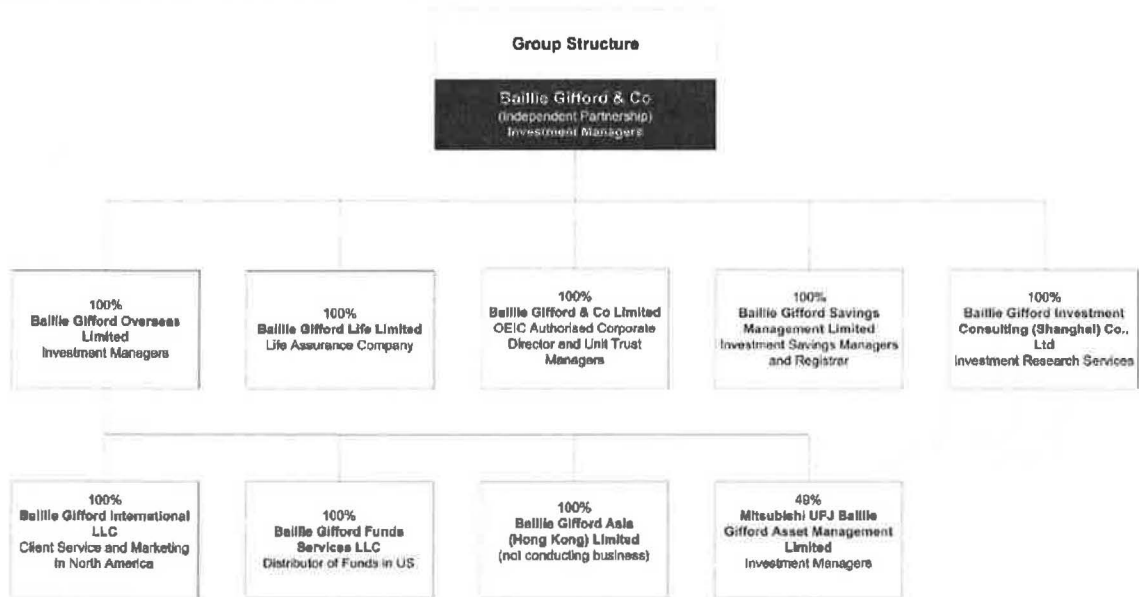 Group Structure
Baillie Gifford & Co
(Independent Partnership)
Investment Managers
100%
Baillie Gifford Overseas
Limited
Investment Managers
100%
Baillie Gifford Life Limited
Life Assurance Company
100%
Baillie Gifford & Co Limited
OEIC Authorised Corporate
Director and Unit Trust
Managers
100%
Baillie Gifford Savings
Management Limited
Investment Savings Managers
and Registrar
100%
Baillie Gifford Investment
Consulting (Shanghai) Co.,
Ltd
Investment Research Services
100%
Baillie Gifford International
LLC
Client Service and Marketing
in North America
100%
Baillie Gifford Funds
Services LLC
Distributor of Funds in US
100%
Baillie Gifford Asia
(Hong Kong) Limited
(not conducting business)
49%
Mitsubishi UFJ Baillie
Gifford Asset Management
Limited
Investment Managers